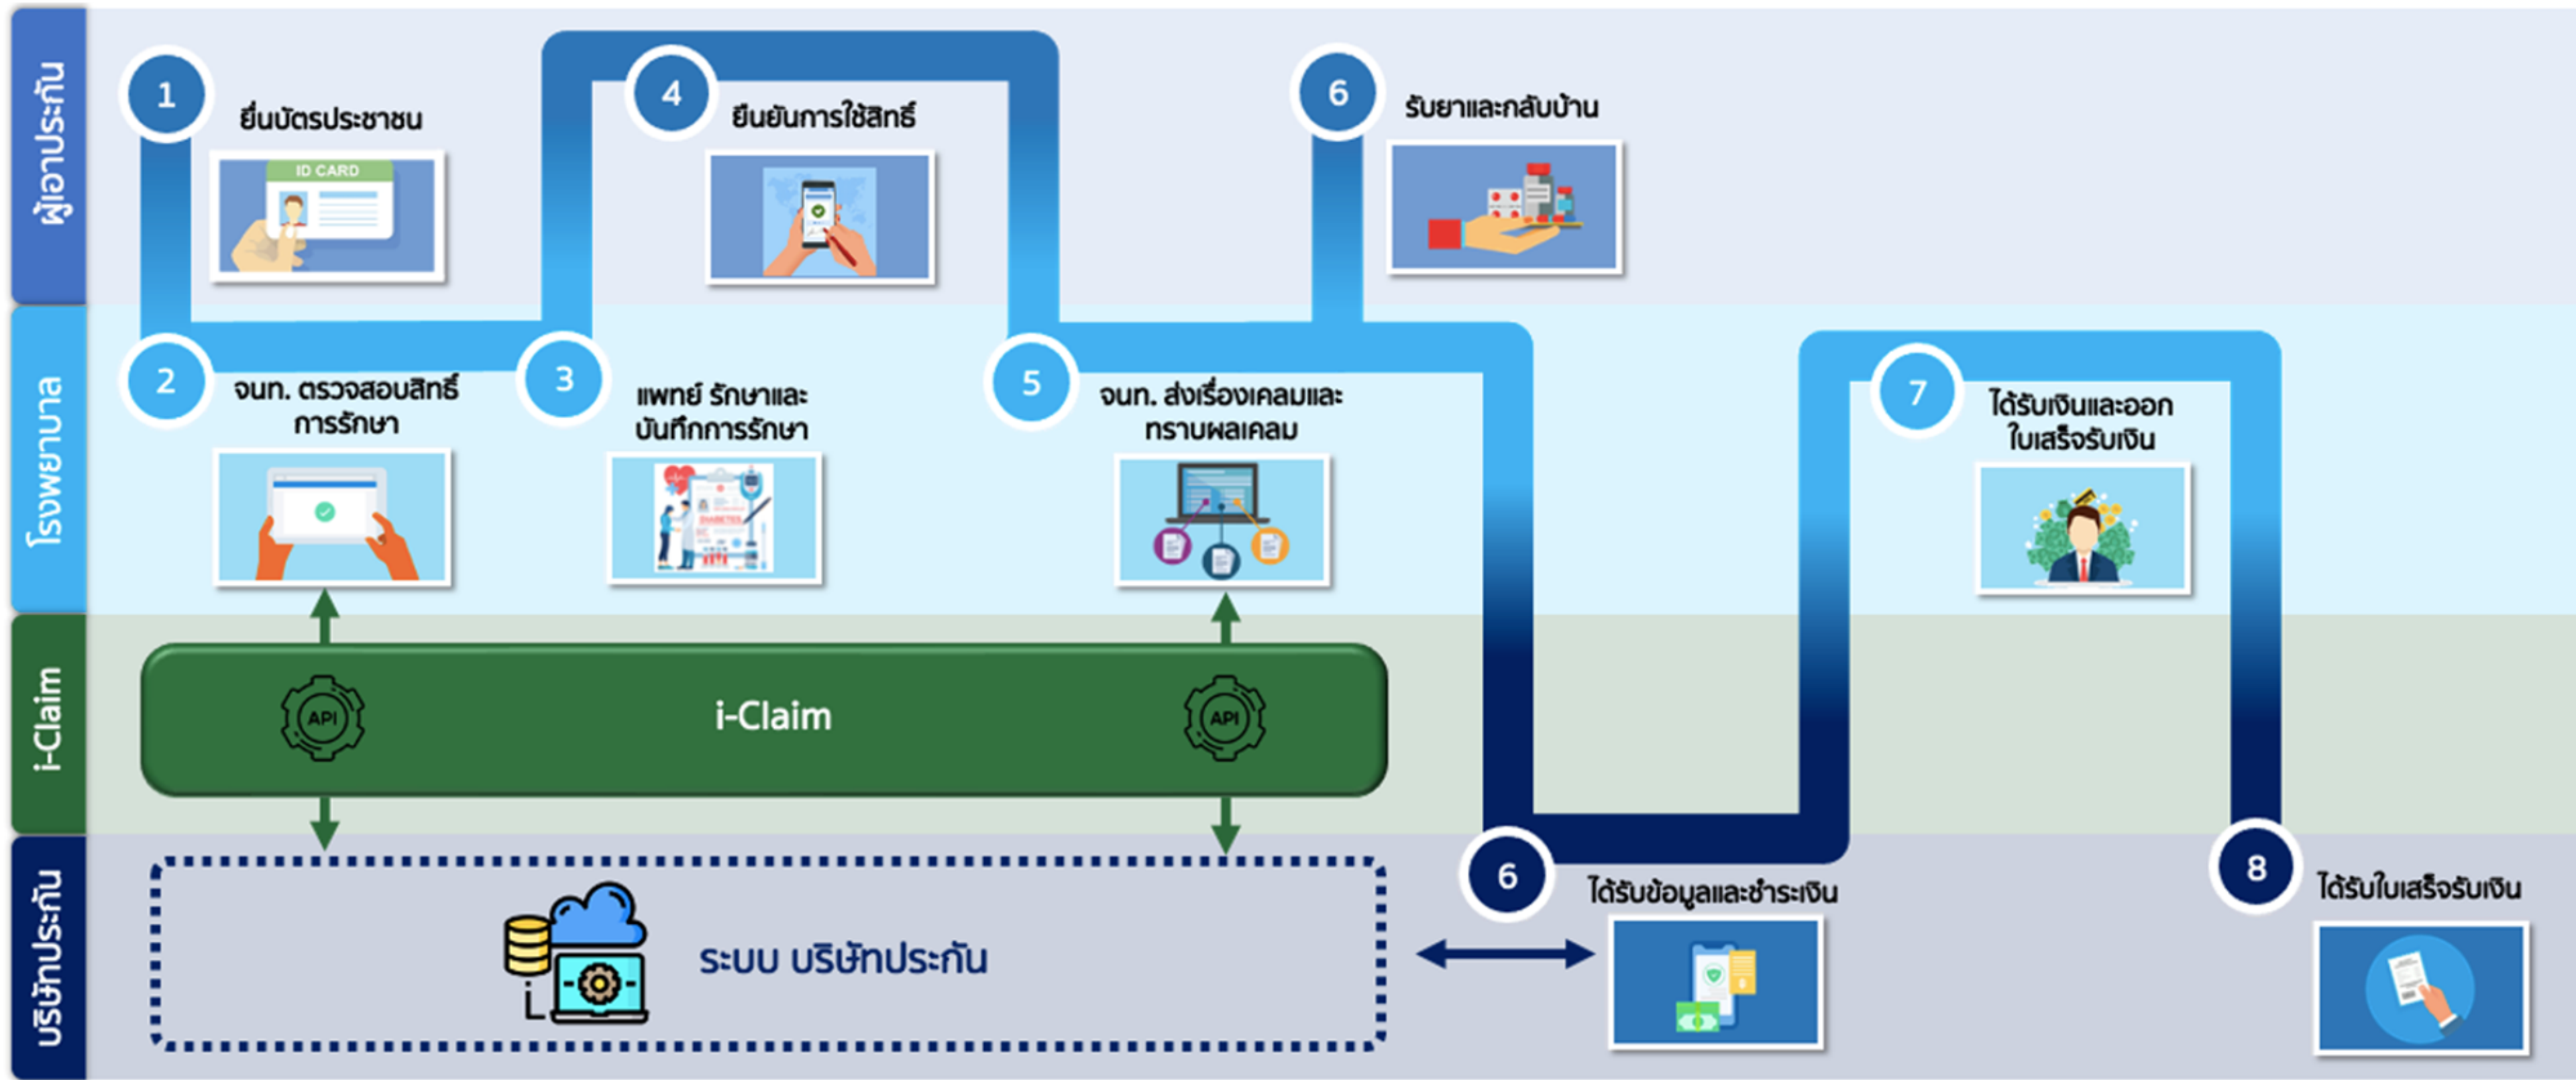 ผู้เอาประกัน
1
ยื่นบัตรประชาชน
ID CARD
4
ยืนยันการใช้สิทธิ์
6
รับยาและกลับบ้าน
โรงพยาบาล
2
จนท. ตรวจสอบสิทธิ์
การรักษา
3
แพทย์ รักษาและ
บันทึกการรักษา
DIABETES
5
จนท. ส่งเรื่องเคลมและ
ทราบผลเคลม
7
ได้รับเงินและออก
ใบเสร็จรับเงิน
i-Claim
API
i-Claim
API
บริษัทประกัน
ระบบ บริษัทประกัน
6
ได้รับข้อมูลและชำระเงิน
8
ได้รับใบเสร็จรับเงิน